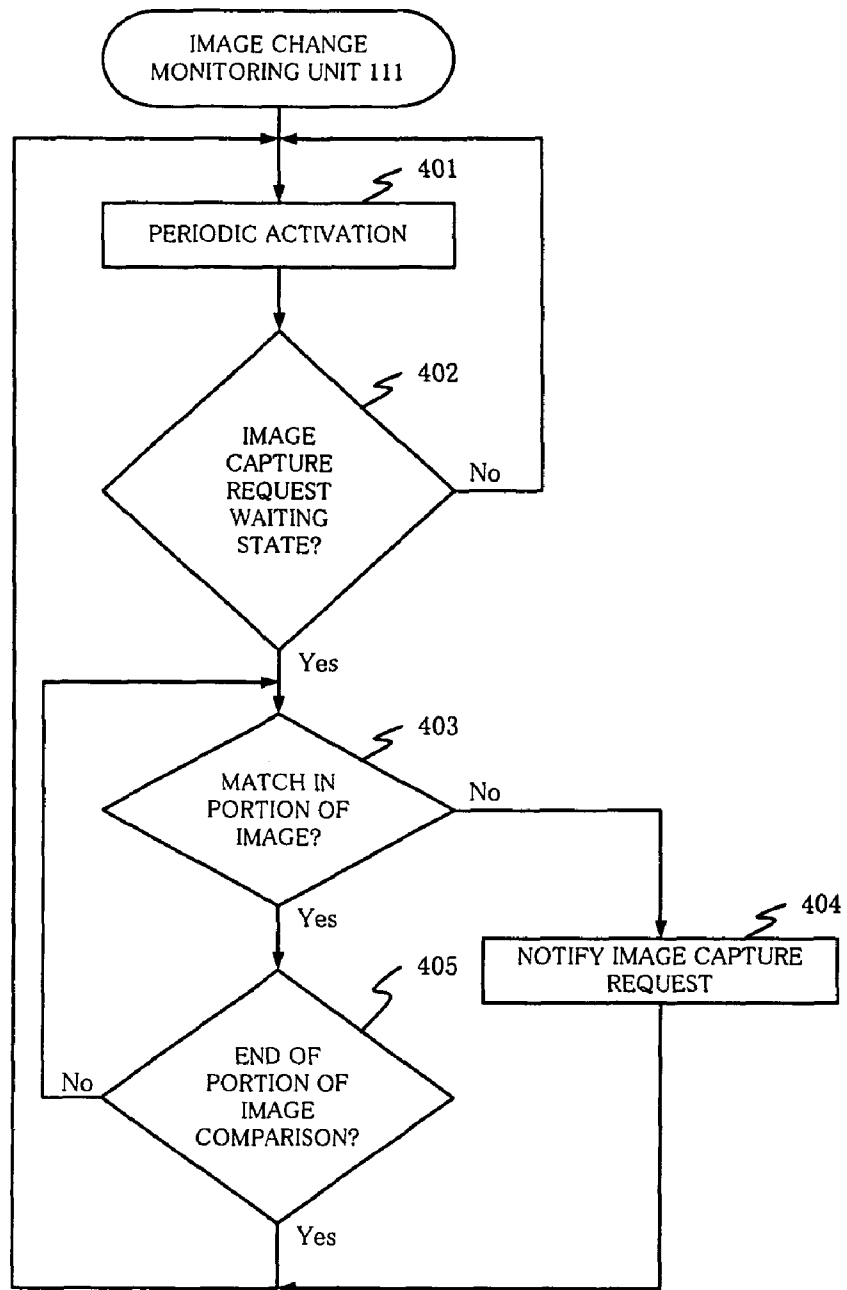 IMAGE CHANGE
MONITORING UNIT 111
401
PERIODIC ACTIVATION
402
IMAGE
CAPTURE
REQUEST
WAITING
STATE?
No
Yes
403
MATCH IN
PORTION OF
IMAGE?
No
Yes
404
NOTIFY IMAGE CAPTURE
REQUEST
405
END OF
PORTION OF
IMAGE
COMPARISON?
No
Yes